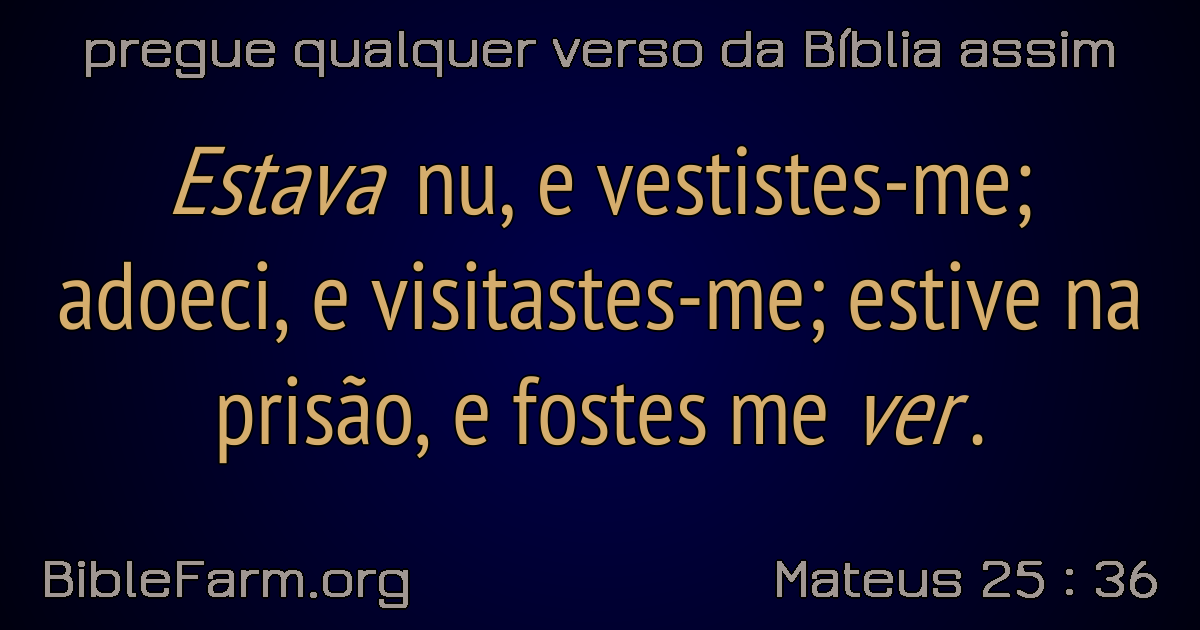 pregue qualquer verso da Bíblia assim
Estava nu, e vestistes-me;
adoeci, e visitastes-me; estive na
prisão, e fostes me ver.
BibleFarm.org
Mateus 25 : 36